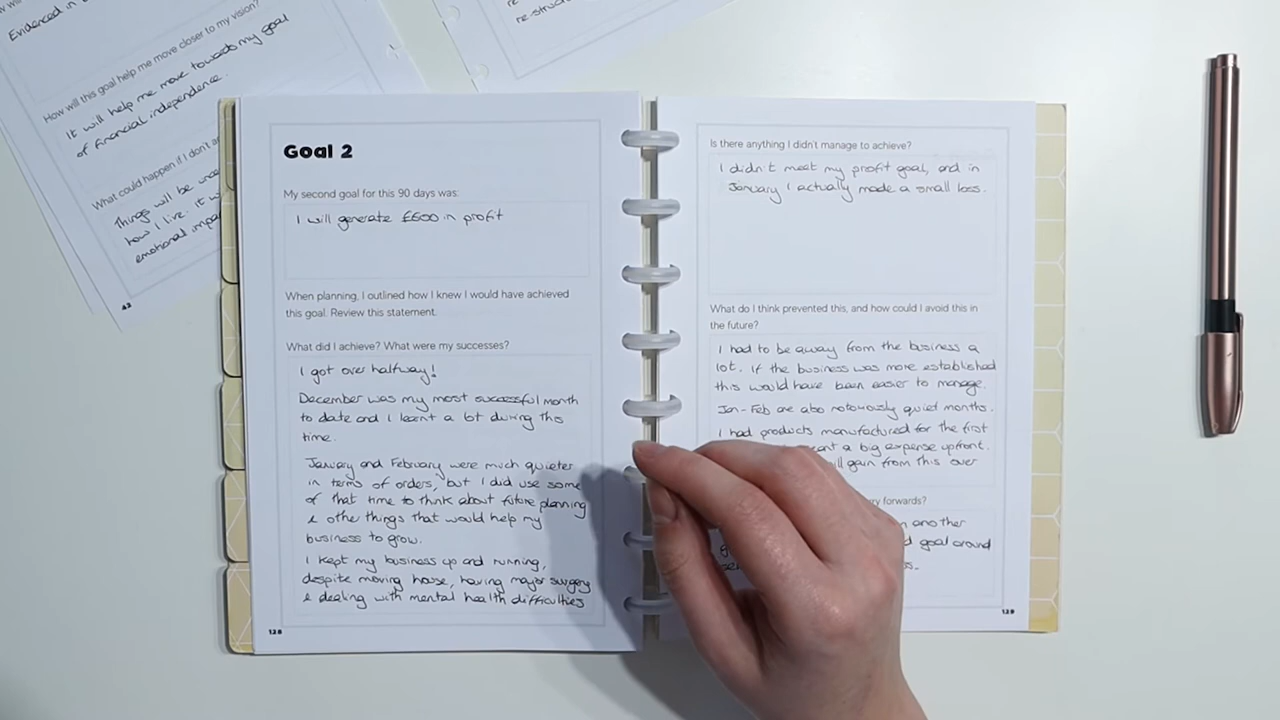 Evidenced in
How will this goal help me move closer to my vision?
It will help me move towards my goal
of financial independence.
What could happen if I don't
Things will be
how I live. It
emotional
43
re-struc
Goal 2
My second goal for this 90 days was:
I will generate £600 in profit
When planning, I outlined how I knew I would have achieved
this goal. Review this statement.
What did I achieve? What were my successes?
I got over halfway!
December was my most successful month
to date and I learnt a lot during this
time.
January and February were much quieter
in terms of orders, but I did use some
of that time to think about future planning
& other things that would help my
business to grow.
I kept my business up and running,
despite moving house, having major surgery
& dealing with mental health difficulties
128
Is there anything I didn't manage to achieve?
I didn't meet my profit goal, and in
January I actually made a small loss.
What do I think prevented this, and how could I avoid this in
the future?
I had to be away from the business a
lot. If the business was more established
this would have been easier to manage.
Jan-Feb are also notoriously quiet months.
I had products manufactured for the first
a big expense upfront.
gain from this over
forwards?
another
goal around
129